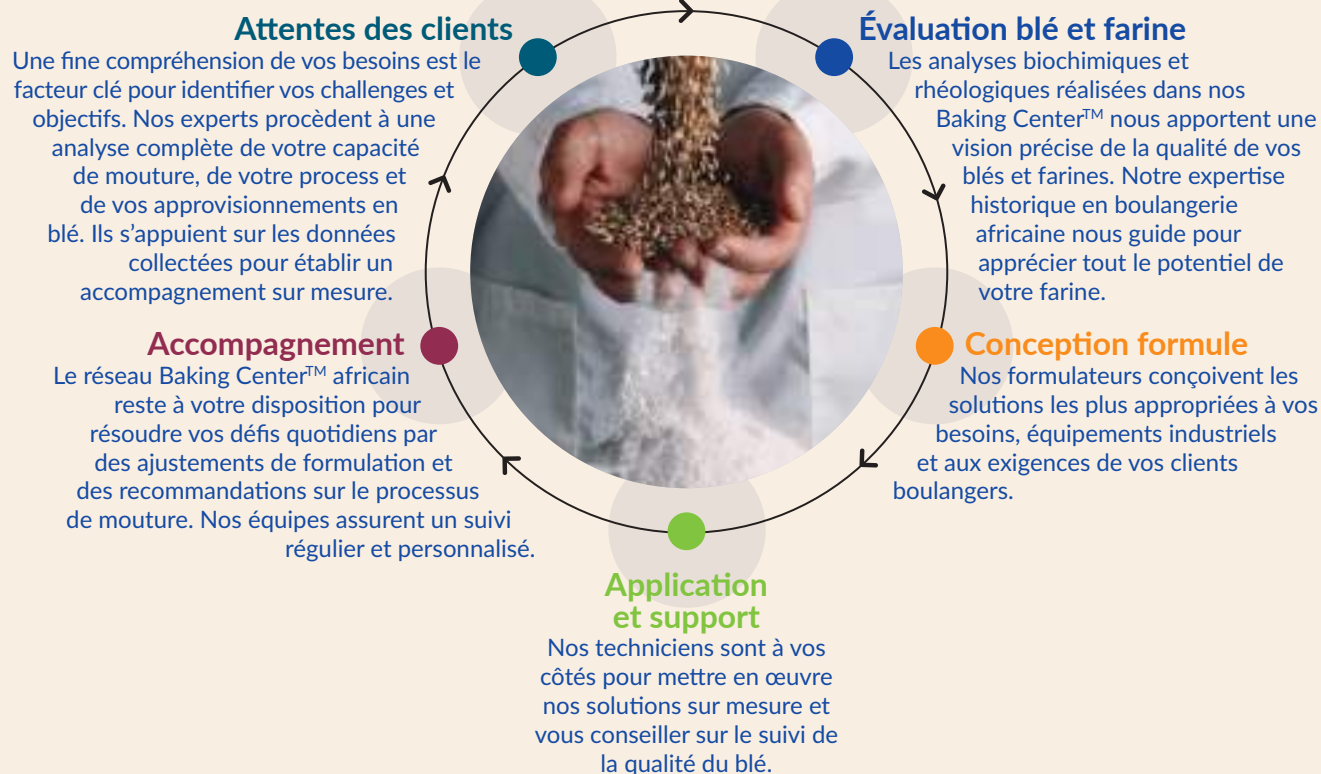 Attentes des clients
Une fine compréhension de vos besoins est le
facteur clé pour identifier vos challenges et
objectifs. Nos experts procèdent à une
analyse complète de votre capacité
de mouture, de votre process et
de vos approvisionnements en
blé. Ils s’appuient sur les données
collectées pour établir un
accompagnement sur mesure.
Évaluation blé et farine
Les analyses biochimiques et
rhéologiques réalisées dans nos
Baking Center™ nous apportent une
vision précise de la qualité de vos
blés et farines. Notre expertise
historique en boulangerie
africaine nous guide pour
apprécier tout le potentiel de
votre farine.
Conception formule
Nos formulateurs conçoivent les
solutions les plus appropriées à vos
besoins, équipements industriels
et aux exigences de vos clients
boulangers.
Application
et support
Nos techniciens sont à vos
côtés pour mettre en œuvre
nos solutions sur mesure et
vous conseiller sur le suivi de
la qualité du blé.
Accompagnement
Le réseau Baking Center™ africain
reste à votre disposition pour
résoudre vos défis quotidiens par
des ajustements de formulation et
des recommandations sur le processus
de mouture. Nos équipes assurent un suivi
régulier et personnalisé.